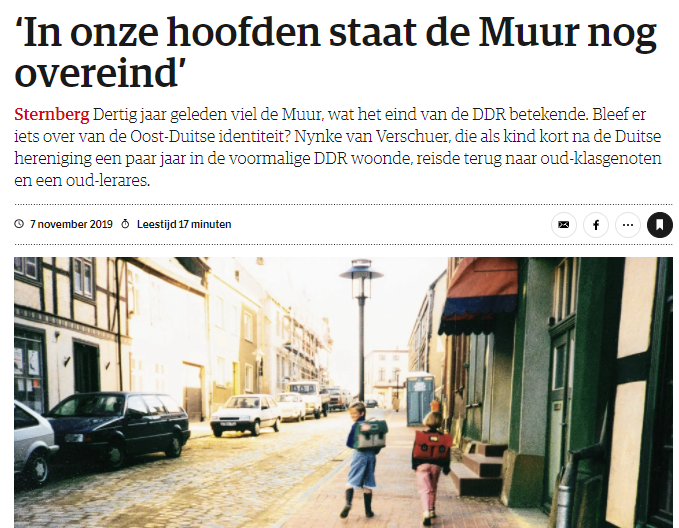 ‘In onze hoofden staat de Muur nog
overeind’
Sternberg Dertig jaar geleden viel de Muur, wat het eind van de DDR betekende. Bleef er
iets over van de Oost-Duitse identiteit? Nynke van Verschuer, die als kind kort na de Duitse
hereniging een paar jaar in de voormalige DDR woonde, reisde terug naar oud-klasgenoten
en een oud-lerares.
7 november 2019 Leestijd 17 minuten